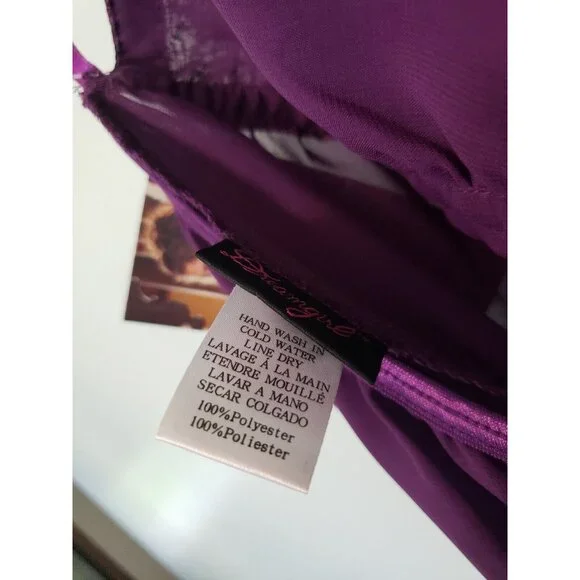 Dreamgirl
HAND WASH IN
COLD WATER
LINE DRY
LAVAGE Á LA MAIN
ETENDRE MOUILLÉ
LAVAR A MANO
SECAR COLGADO
100%Polyester
100%Poliester